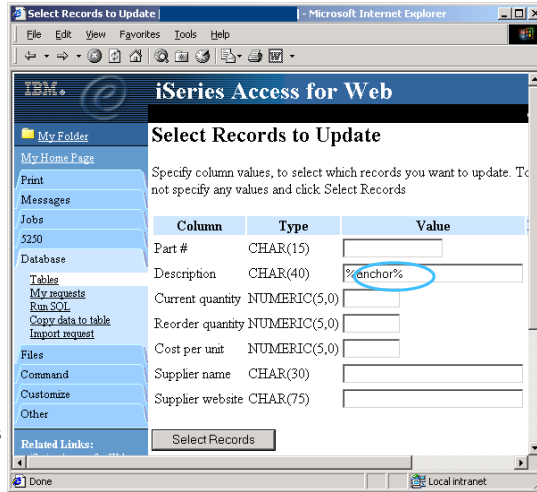 Select Records to Update | - Microsoft Internet Explorer
File Edit View Favorites Tools Help
IBM. e iSeries Access for Web
My Folder
My Home Page
Print
Messages
Jobs
5250
Database
Tables
My requests
Run SQL
Copy data to table
Import request
Files
Command
Customize
Other
Related Links:
Select Records to Update
Specify column values, to select which records you want to update. To
not specify any values and click Select Records
Column Type Value
Part # CHAR(15)
Description CHAR(40) %anchor%
Current quantity NUMERIC(5,0)
Reorder quantity NUMERIC(5,0)
Cost per unit NUMERIC(5,0)
Supplier name CHAR(30)
Supplier website CHAR(75)
Select Records
Done Local intranet